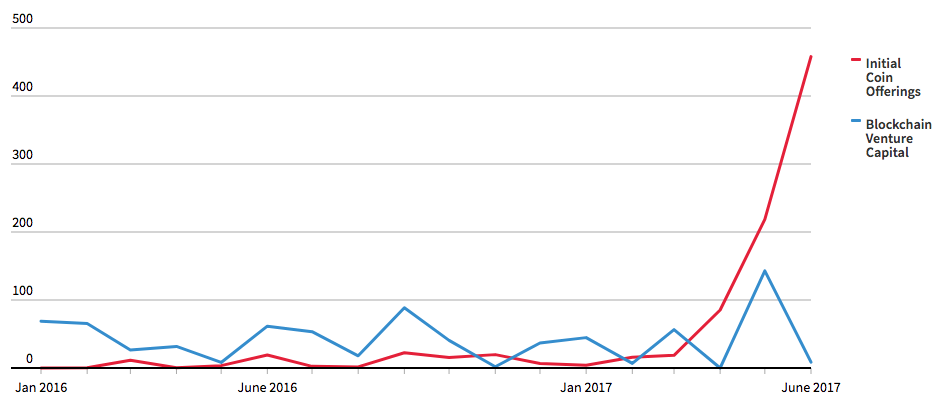 500
400
300
200
100
0
Jan 2016
June 2016
Jan 2017
June 2017
Initial
Coin
Offerings
Blockchain
Venture
Capital